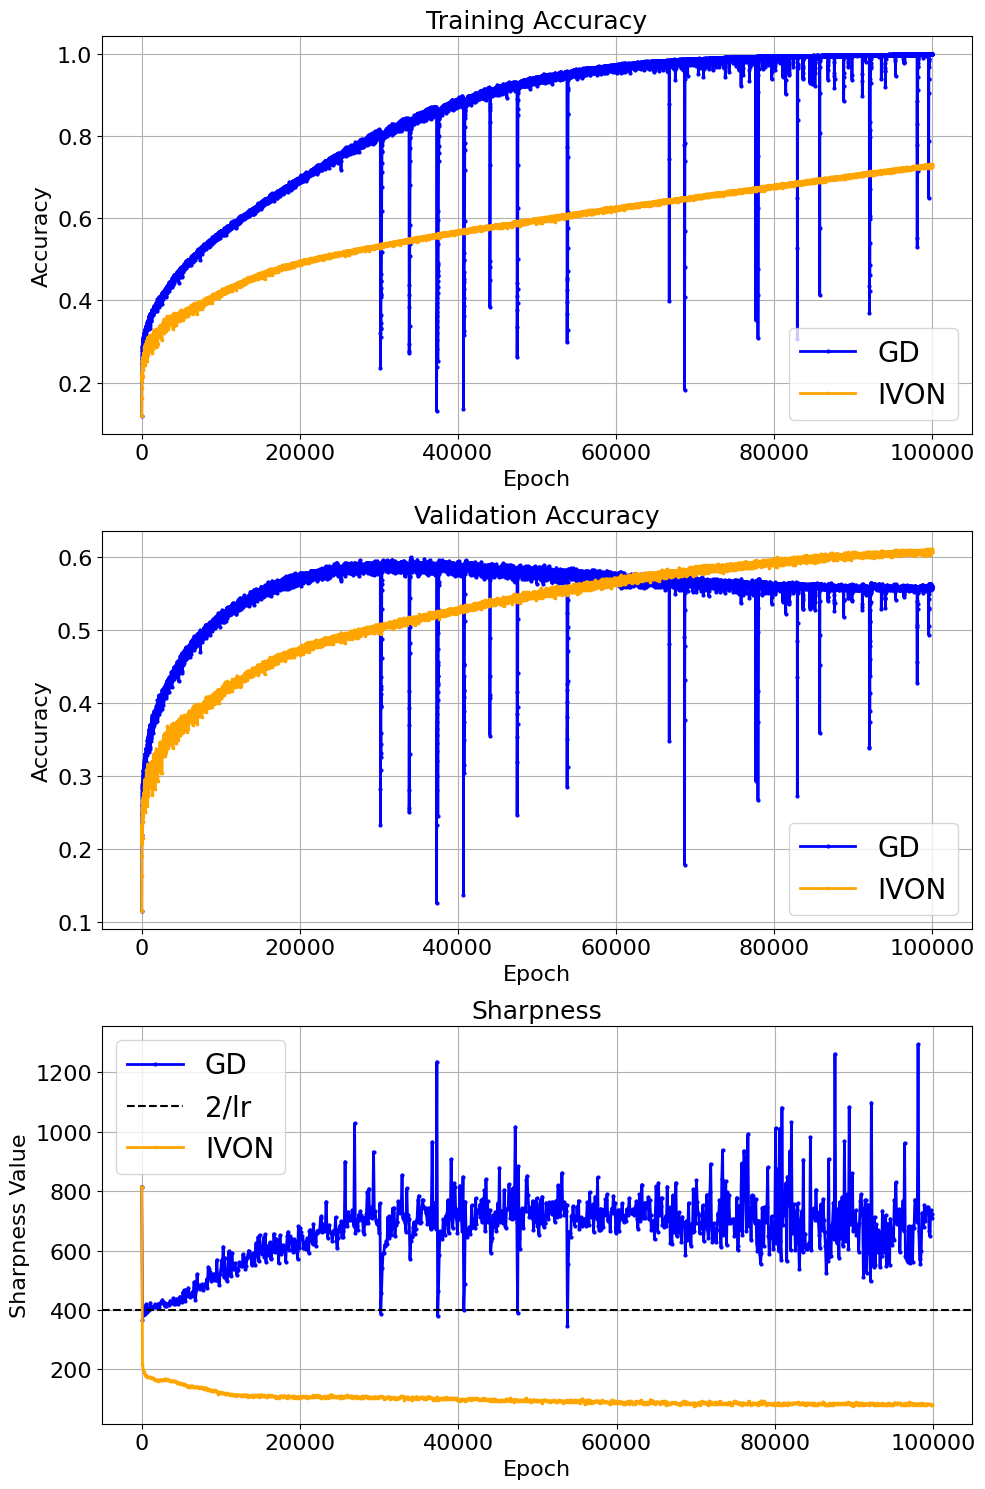 Training Accuracy
1.0
0.8
0.6
0.4
0.2
Accuracy
GD
IVON
0 20000 40000 60000 80000 100000
Epoch
Validation Accuracy
0.6
0.5
0.4
0.3
0.2
0.1
Accuracy
GD
IVON
0 20000 40000 60000 80000 100000
Epoch
Sharpness
1200
1000
800
600
400
200
Sharpness Value
GD
2/lr
IVON
0 20000 40000 60000 80000 100000
Epoch